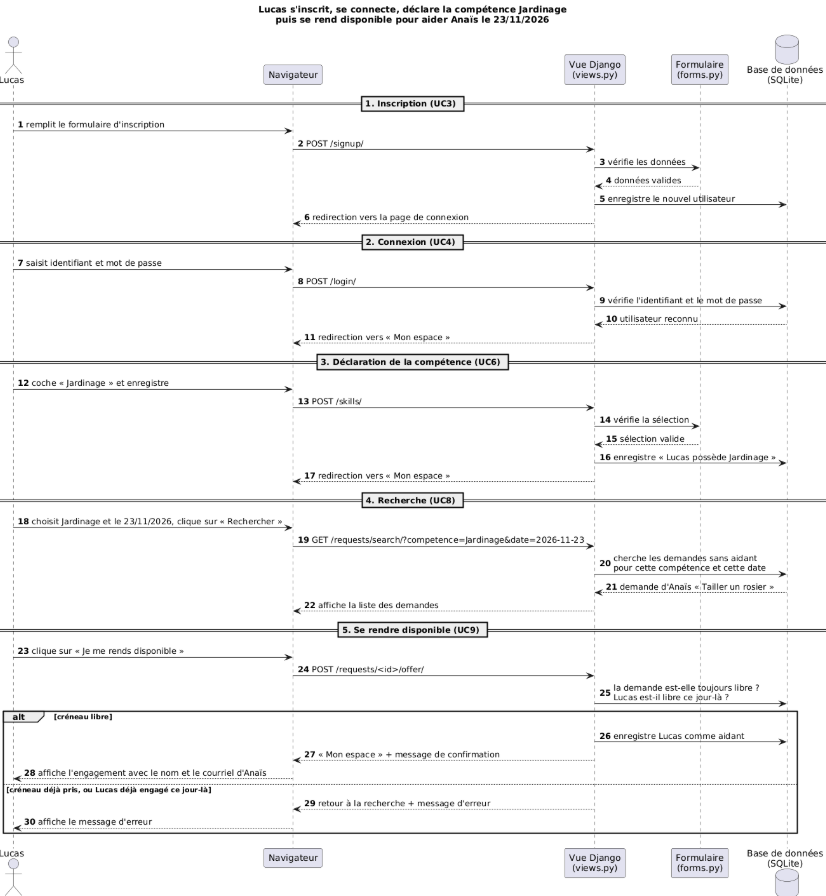 Lucas s'inscrit, se connecte, déclare la compétence Jardinage
puis se rend disponible pour aider Anaïs le 23/11/2026
Lucas
Navigateur
Vue Django
(views.py)
Formulaire
(forms.py)
Base de données
(SQLite)
1. Inscription (UC3)
1 remplit le formulaire d'inscription
2 POST /signup/
3 vérifie les données
4 données valides
5 enregistre le nouvel utilisateur
6 redirection vers la page de connexion
2. Connexion (UC4)
7 saisit identifiant et mot de passe
8 POST /login/
9 vérifie l'identifiant et le mot de passe
10 utilisateur reconnu
11 redirection vers « Mon espace »
3. Déclaration de la compétence (UC6)
12 coche « Jardinage » et enregistre
13 POST /skills/
14 vérifie la sélection
15 sélection valide
16 enregistre « Lucas possède Jardinage »
17 redirection vers « Mon espace »
4. Recherche (UC8)
18 choisit Jardinage et le 23/11/2026, clique sur « Rechercher »
19 GET /requests/search/?competence=Jardinage&date=2026-11-23
20 cherche les demandes sans aidant
pour cette compétence et cette date
21 demande d'Anaïs « Tailler un rosier »
22 affiche la liste des demandes
5. Se rendre disponible (UC9)
23 clique sur « Je me rends disponible »
24 POST /requests/<id>/offer/
25 la demande est-elle toujours libre ?
Lucas est-il libre ce jour-là ?
alt [créneau libre]
26 enregistre Lucas comme aidant
27 « Mon espace » + message de confirmation
28 affiche l'engagement avec le nom et le courriel d'Anaïs
[créneau déjà pris, ou Lucas déjà engagé ce jour-là]
29 retour à la recherche + message d'erreur
30 affiche le message d'erreur
Lucas
Navigateur
Vue Django
(views.py)
Formulaire
(forms.py)
Base de données
(SQLite)